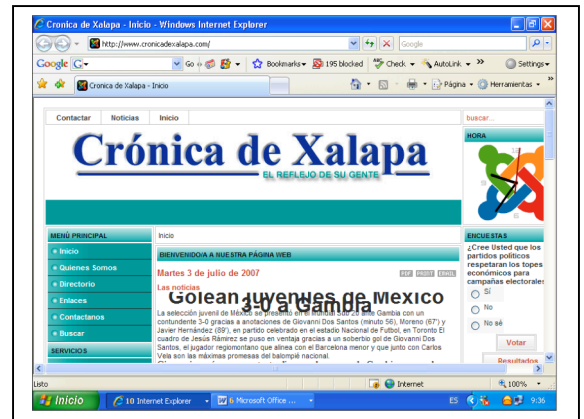 Cronica de Xalapa - Inicio - Windows Internet Explorer
http://www.cronicadexalapa.com/
Google
Google G Go Bookmarks 195 blocked Check AutoLink Settings
Cronica de Xalapa - Inicio
Página Herramientas
Contactar Noticias Inicio
buscar...
Crónica de Xalapa
EL REFLEJO DE SU GENTE
HORA
MENÚ PRINCIPAL
Inicio
Quienes Somos
Directorio
Enlaces
Contactanos
Buscar
SERVICIOS
Inicio
BIENVENIDO/A A NUESTRA PÁGINA WEB
Martes 3 de julio de 2007
PDF PRINT EMAIL
Las noticias
Golean juveniles de Mexico
3-0 a Gambia
La selección juvenil de México se presentó en el Mundial Sub 20 ante Gambia con un
contundente 3-0 gracias a anotaciones de Giovanni Dos Santos (minuto 56), Moreno (67') y
Javier Hernández (89'), en partido celebrado en el estadio Nacional de Futbol, en Toronto El
cuadro de Jesús Ramírez se puso en ventaja gracias a un soberbio gol de Giovanni Dos
Santos, el jugador regiomontano que alinea con el Barcelona menor y que junto con Carlos
Vela son las máximas promesas del balompié nacional.
ENCUESTAS
¿Cree Usted que los
partidos politicos
respetaran los topes
económicos para
campañas electorales
Sí
No
No sé
Votar
Resultados
Listo
Internet
100%
Inicio
10 Internet Explorer
6 Microsoft Office ...
ES
9:36